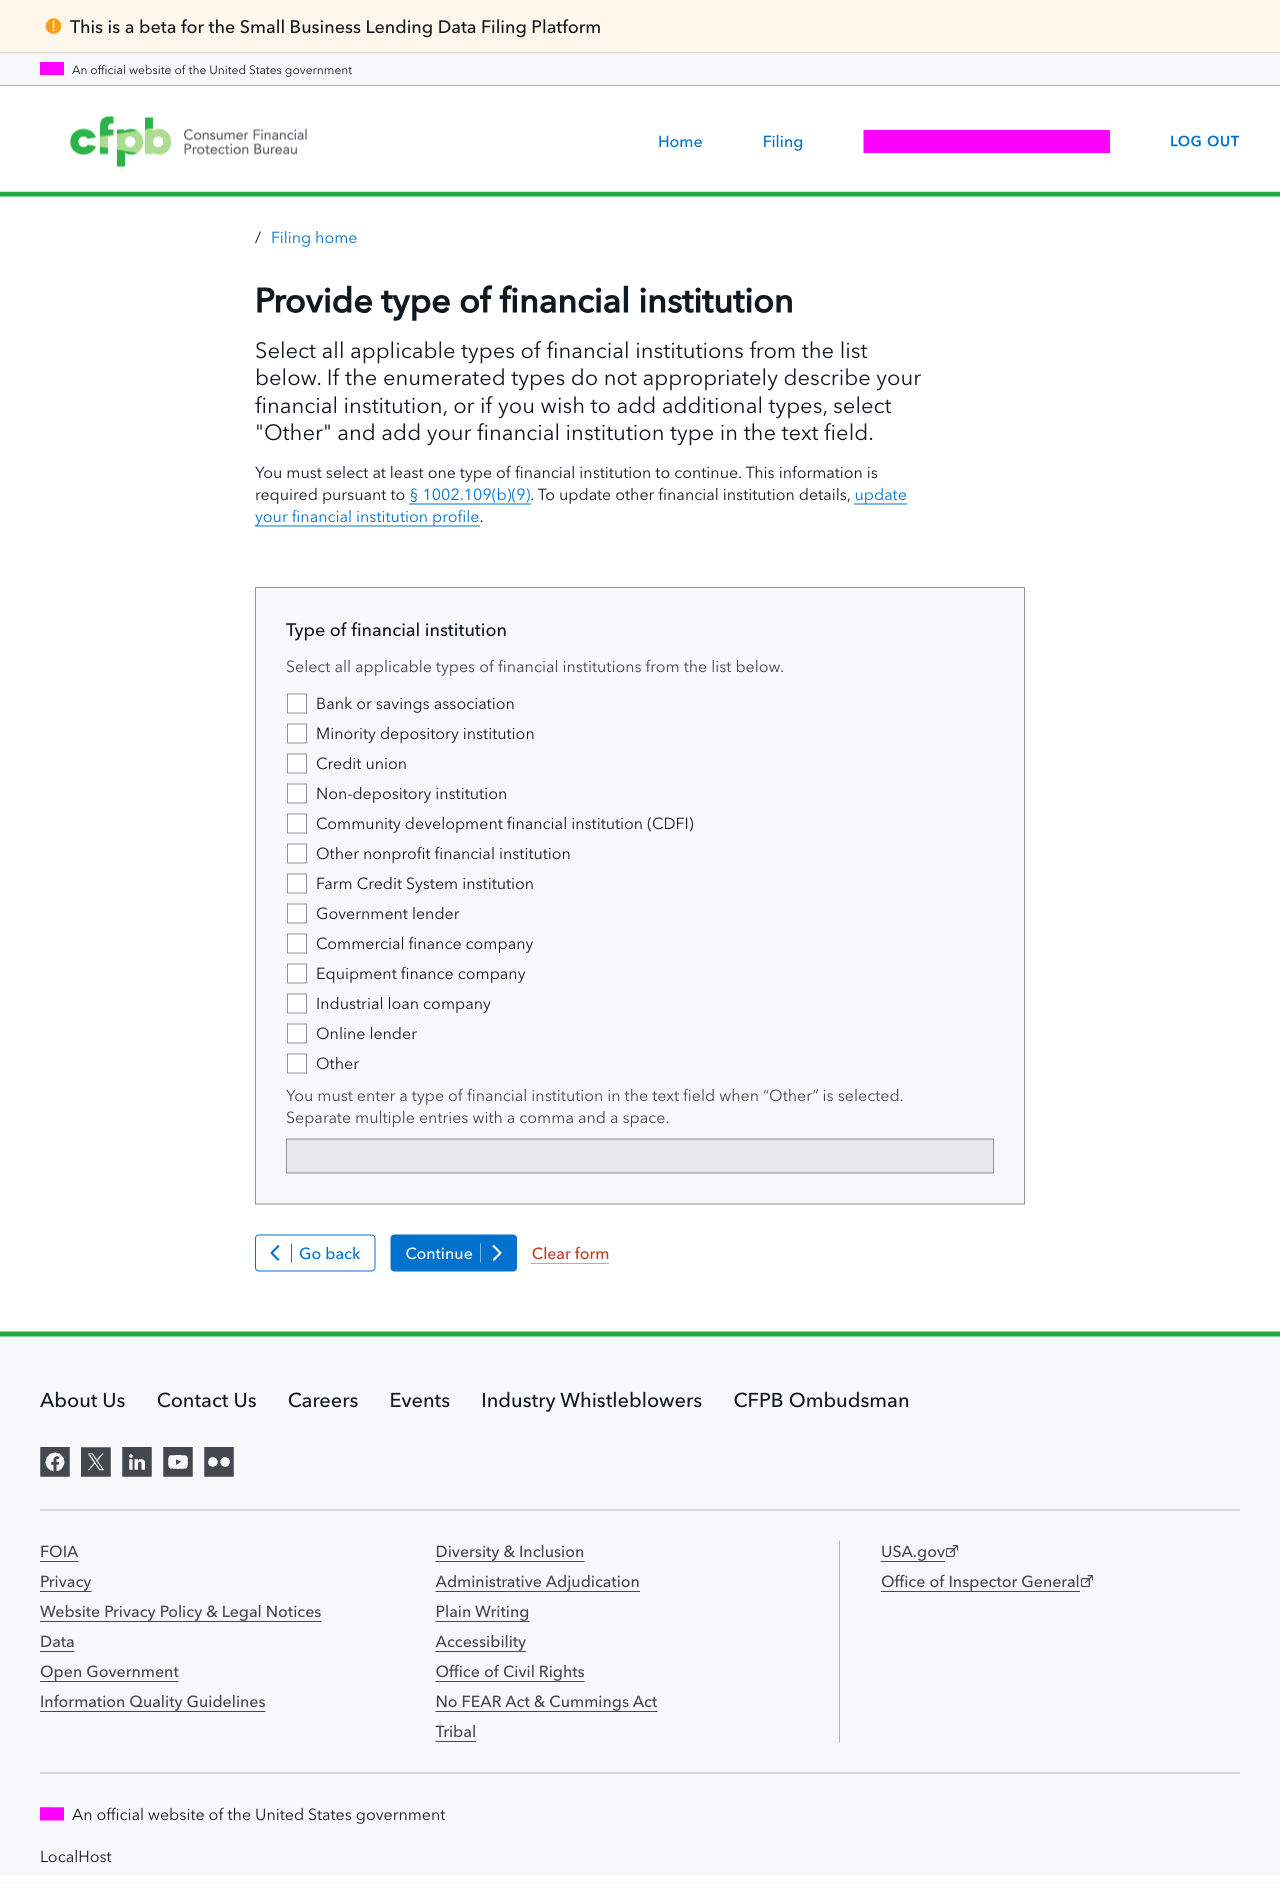 This is a beta for the Small Business Lending Data Filing Platform
An official website of the United States government
cfpb Consumer Financial
Protection Bureau
Home Filing LOG OUT
/ Filing home
Provide type of financial institution
Select all applicable types of financial institutions from the list
below. If the enumerated types do not appropriately describe your
financial institution, or if you wish to add additional types, select
"Other" and add your financial institution type in the text field.
You must select at least one type of financial institution to continue. This information is
required pursuant to § 1002.109(b)(9). To update other financial institution details, update
your financial institution profile.
Type of financial institution
Select all applicable types of financial institutions from the list below.
Bank or savings association
Minority depository institution
Credit union
Non-depository institution
Community development financial institution (CDFI)
Other nonprofit financial institution
Farm Credit System institution
Government lender
Commercial finance company
Equipment finance company
Industrial loan company
Online lender
Other
You must enter a type of financial institution in the text field when “Other” is selected.
Separate multiple entries with a comma and a space.
Go back Continue Clear form
About Us Contact Us Careers Events Industry Whistleblowers CFPB Ombudsman
FOIA
Privacy
Website Privacy Policy & Legal Notices
Data
Open Government
Information Quality Guidelines
Diversity & Inclusion
Administrative Adjudication
Plain Writing
Accessibility
Office of Civil Rights
No FEAR Act & Cummings Act
Tribal
USA.gov
Office of Inspector General
An official website of the United States government
LocalHost